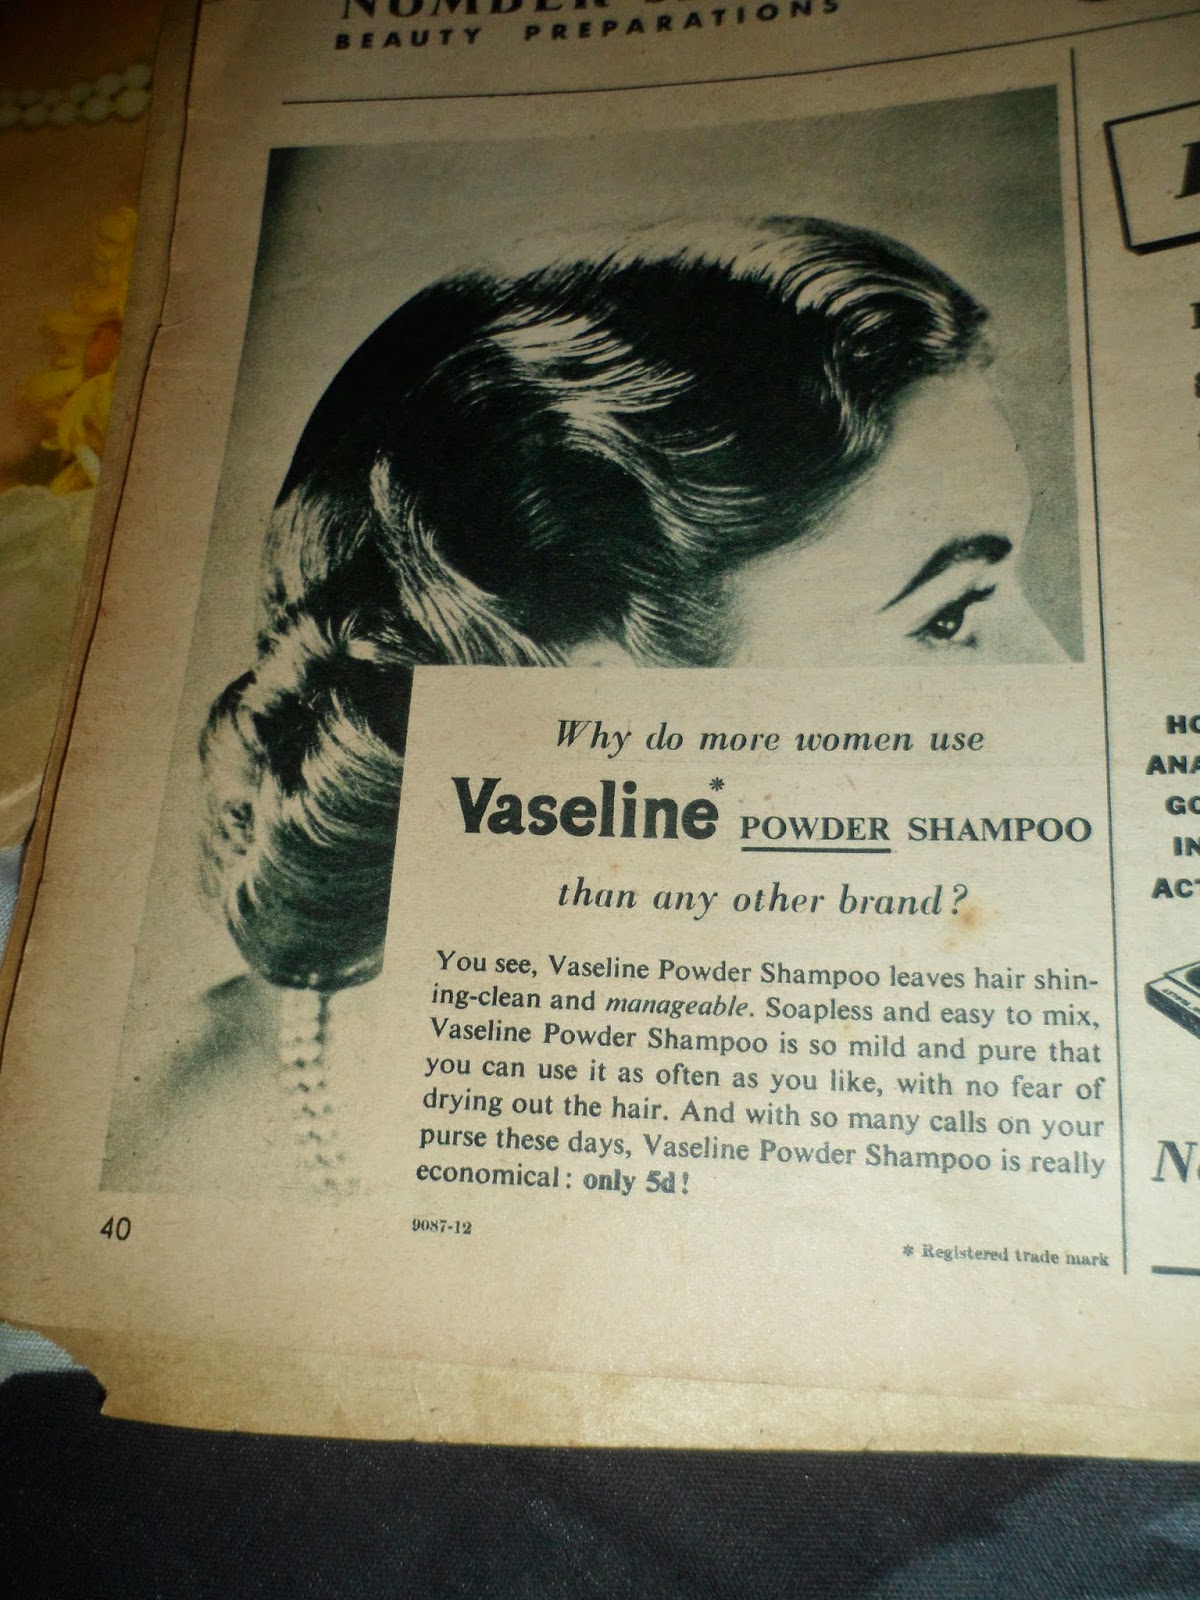 BEAUTY PREPARATIONS
Why do more women use
Vaseline* POWDER SHAMPOO
than any other brand?
You see, Vaseline Powder Shampoo leaves hair shin-
ing-clean and manageable. Soapless and easy to mix,
Vaseline Powder Shampoo is so mild and pure that
you can use it as often as you like, with no fear of
drying out the hair. And with so many calls on your
purse these days, Vaseline Powder Shampoo is really
economical: only 5d!
40
9087-12
* Registered trade mark